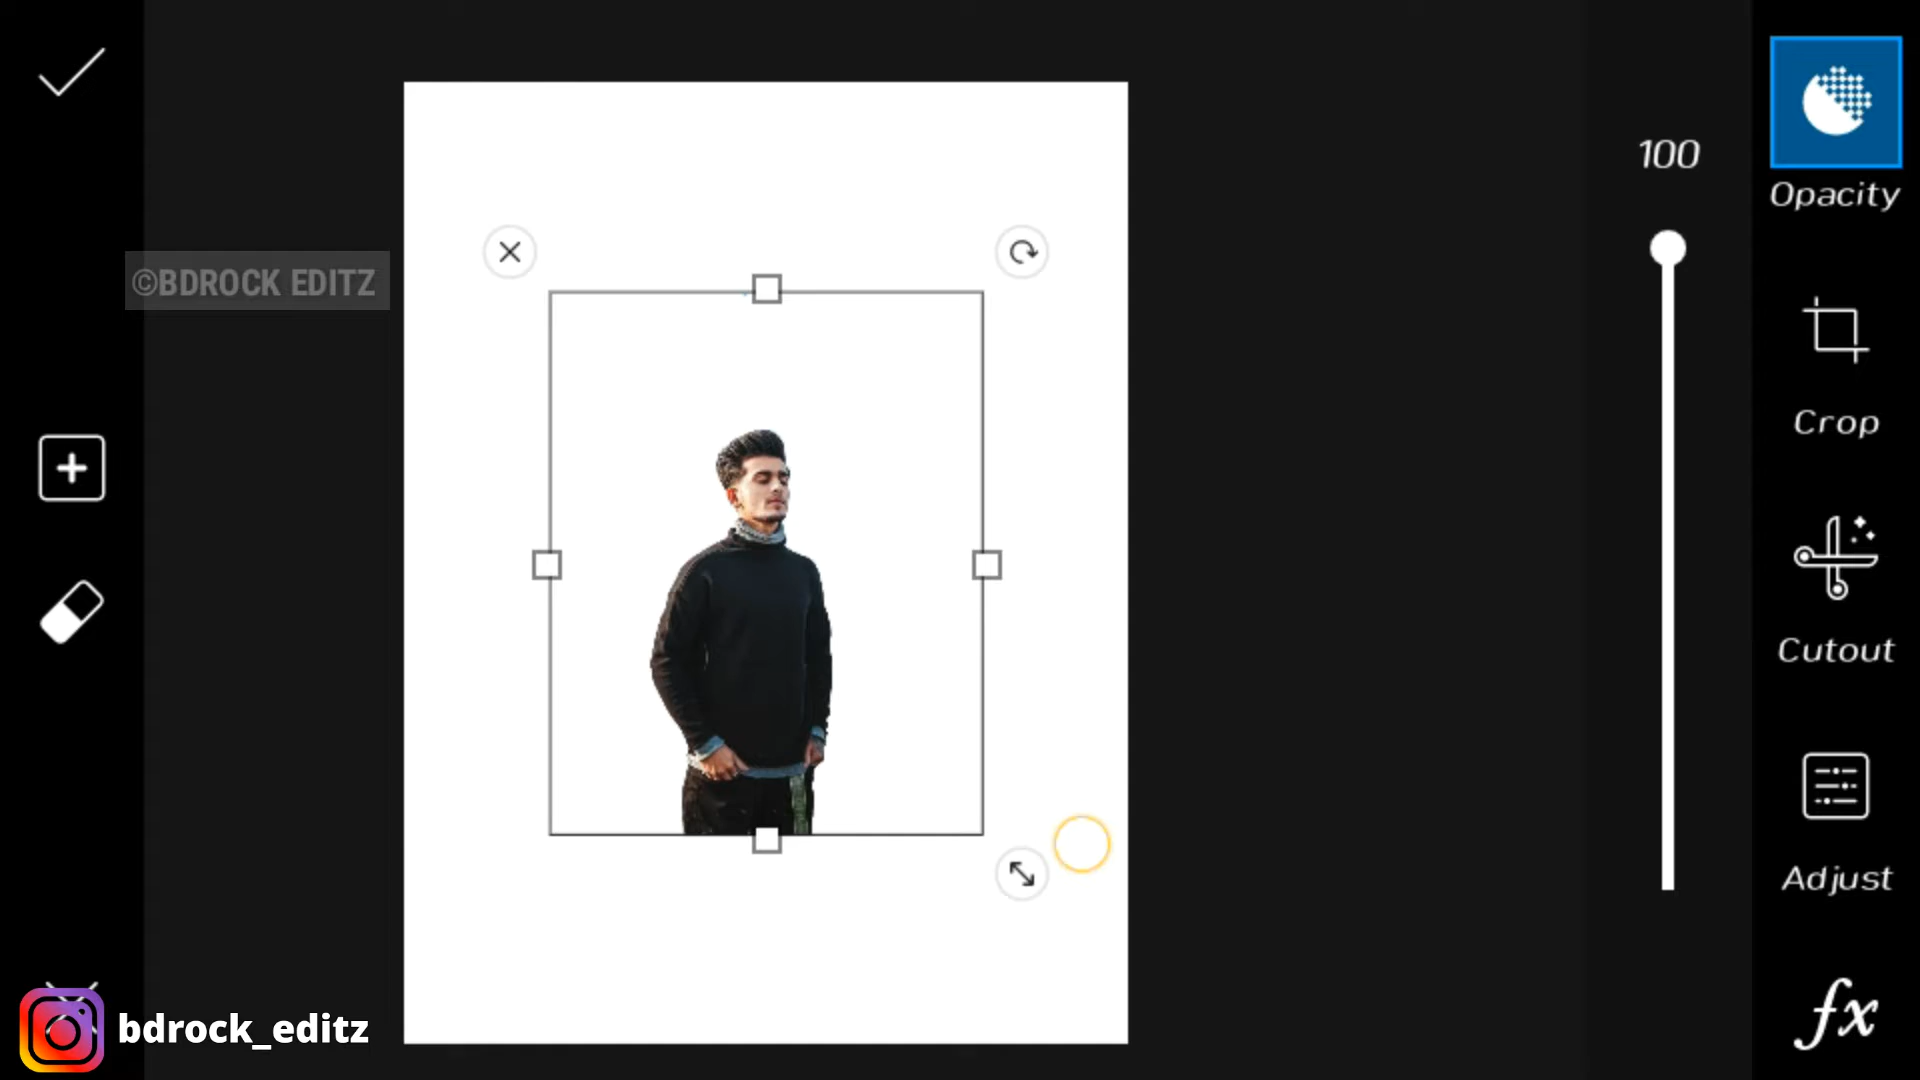 100
Opacity
©BDROCK EDITZ
Crop
Cutout
Adjust
fx
bdrock_editz